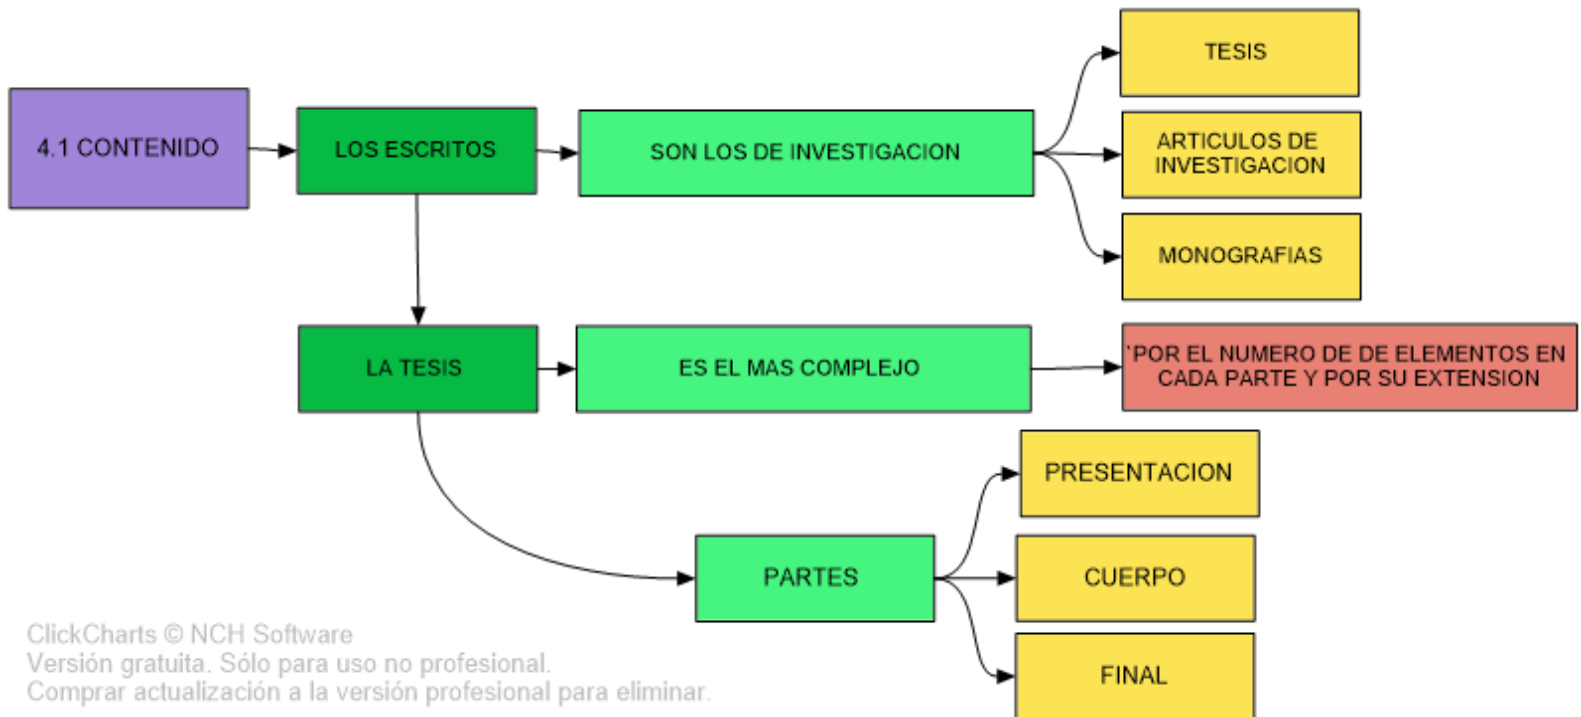 TESIS
4.1 CONTENIDO
LOS ESCRITOS
SON LOS DE INVESTIGACION
ARTICULOS DE
INVESTIGACION
MONOGRAFIAS
LA TESIS
ES EL MAS COMPLEJO
`POR EL NUMERO DE DE ELEMENTOS EN
CADA PARTE Y POR SU EXTENSION
PRESENTACION
PARTES
CUERPO
FINAL
ClickCharts © NCH Software
Versión gratuita. Sólo para uso no profesional.
Comprar actualización a la versión profesional para eliminar.